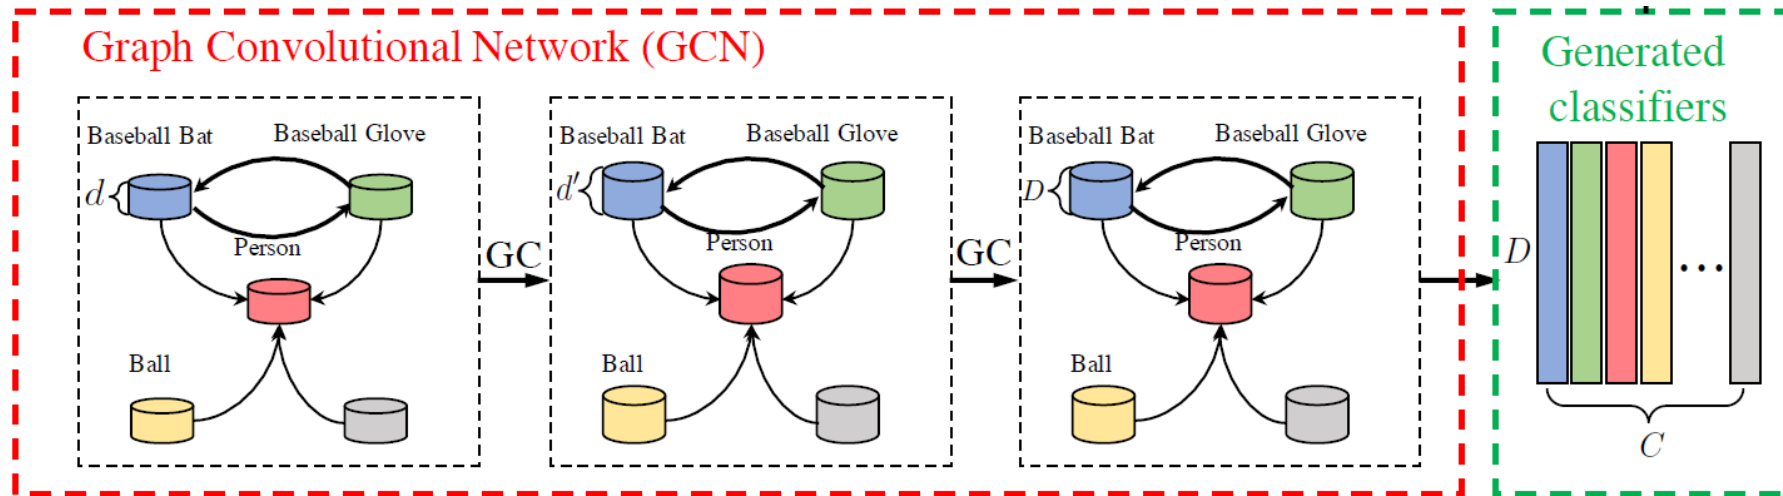 Graph Convolutional Network (GCN)
Baseball Bat
Baseball Glove
d
Person
Ball
GC
Baseball Bat
Baseball Glove
d′
Person
Ball
GC
Baseball Bat
Baseball Glove
D
Person
Ball
Generated
classifiers
D
...
C